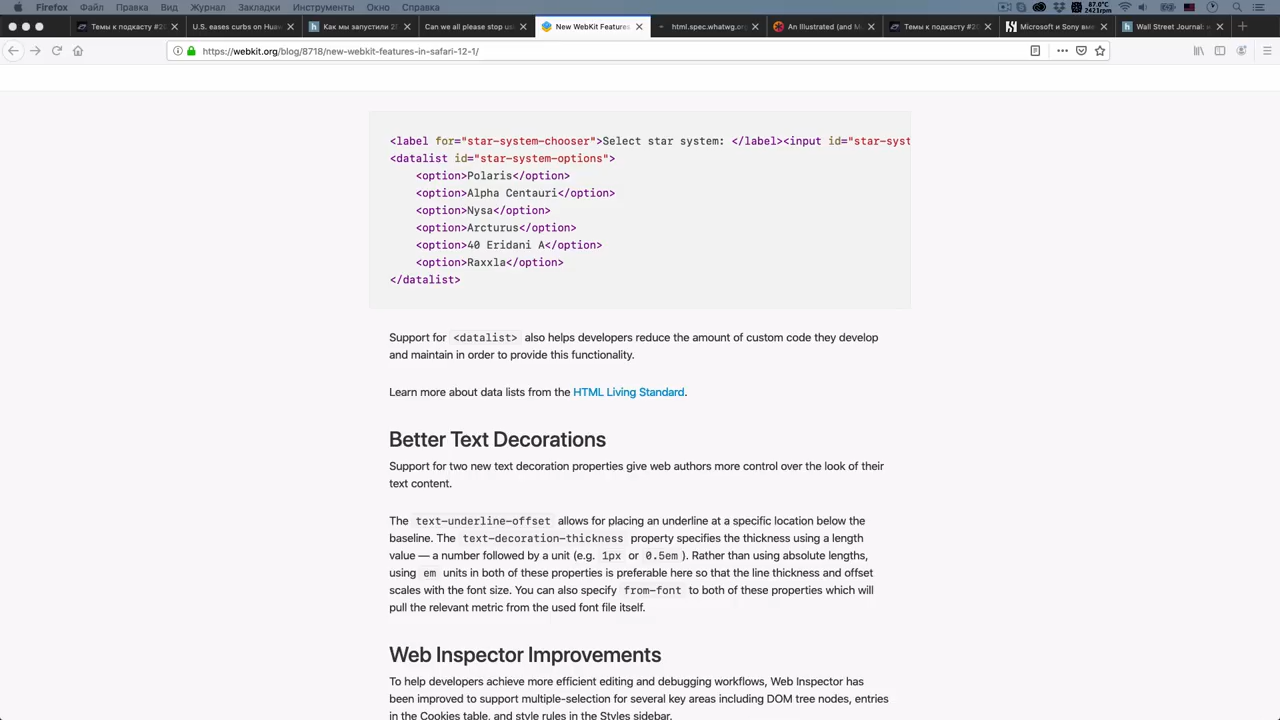 Firefox Файл Правка Вид Журнал Закладки Инструменты Окно Справка
87.0°C
2421rpm
Темы к подкасту #20
U.S. eases curbs on Huaw
Как мы запустили
Can we all please stop us
New WebKit Features
html.spec.whatwg.org
An Illustrated (and M
Темы к подкасту #20
Microsoft и Sony
Wall Street Journal:
https://webkit.org/blog/8718/new-webkit-features-in-safari-12-1/
<label for="star-system-chooser">Select star system: </label><input id="star-syst
<datalist id="star-system-options">
<option>Polaris</option>
<option>Alpha Centauri</option>
<option>Nysa</option>
<option>Arcturus</option>
<option>40 Eridani A</option>
<option>Raxxla</option>
</datalist>
Support for <datalist> also helps developers reduce the amount of custom code they develop
and maintain in order to provide this functionality.
Learn more about data lists from the HTML Living Standard.
Better Text Decorations
Support for two new text decoration properties give web authors more control over the look of their
text content.
The text-underline-offset allows for placing an underline at a specific location below the
baseline. The text-decoration-thickness property specifies the thickness using a length
value — a number followed by a unit (e.g. 1px or 0.5em ). Rather than using absolute lengths,
using em units in both of these properties is preferable here so that the line thickness and offset
scales with the font size. You can also specify from-font to both of these properties which will
pull the relevant metric from the used font file itself.
Web Inspector Improvements
To help developers achieve more efficient editing and debugging workflows, Web Inspector has
been improved to support multiple-selection for several key areas including DOM tree nodes, entries
in the Cookies table, and style rules in the Styles sidebar.